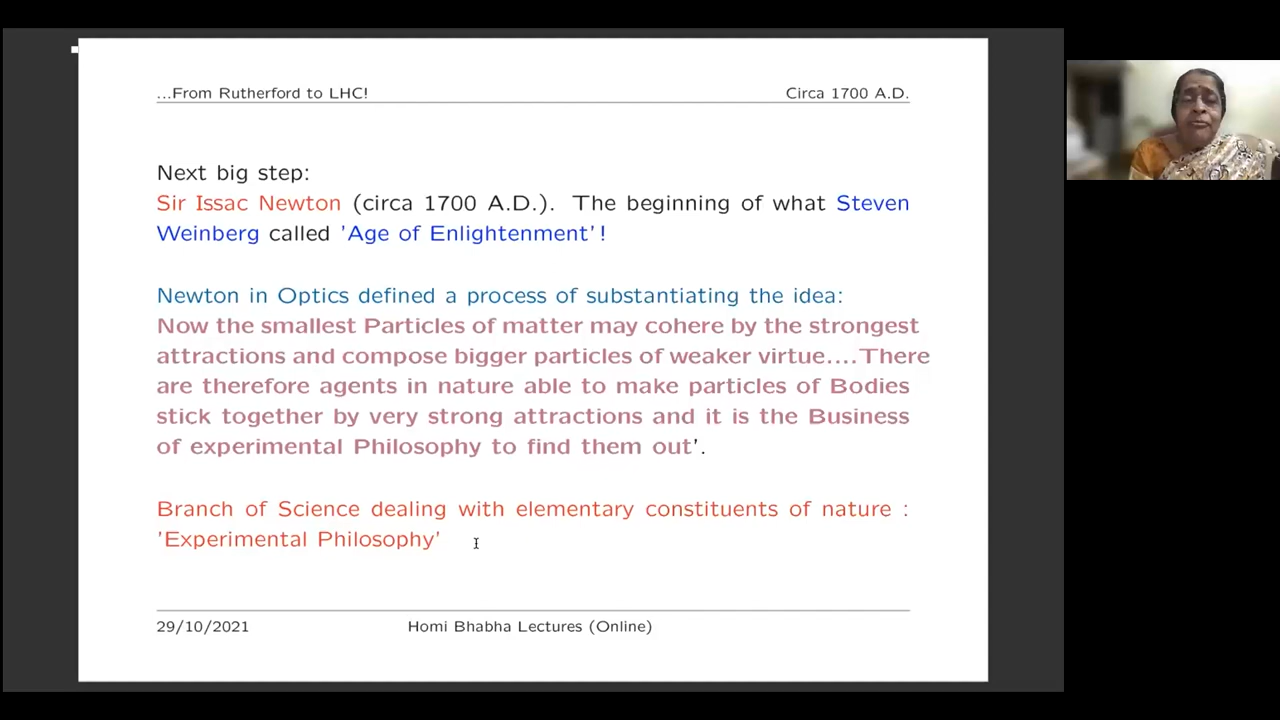 ...From Rutherford to LHC!
Circa 1700 A.D.
Next big step:
Sir Issac Newton (circa 1700 A.D.). The beginning of what Steven
Weinberg called 'Age of Enlightenment'!
Newton in Optics defined a process of substantiating the idea:
Now the smallest Particles of matter may cohere by the strongest
attractions and compose bigger particles of weaker virtue....There
are therefore agents in nature able to make particles of Bodies
stick together by very strong attractions and it is the Business
of experimental Philosophy to find them out'.
Branch of Science dealing with elementary constituents of nature :
'Experimental Philosophy'
29/10/2021
Homi Bhabha Lectures (Online)